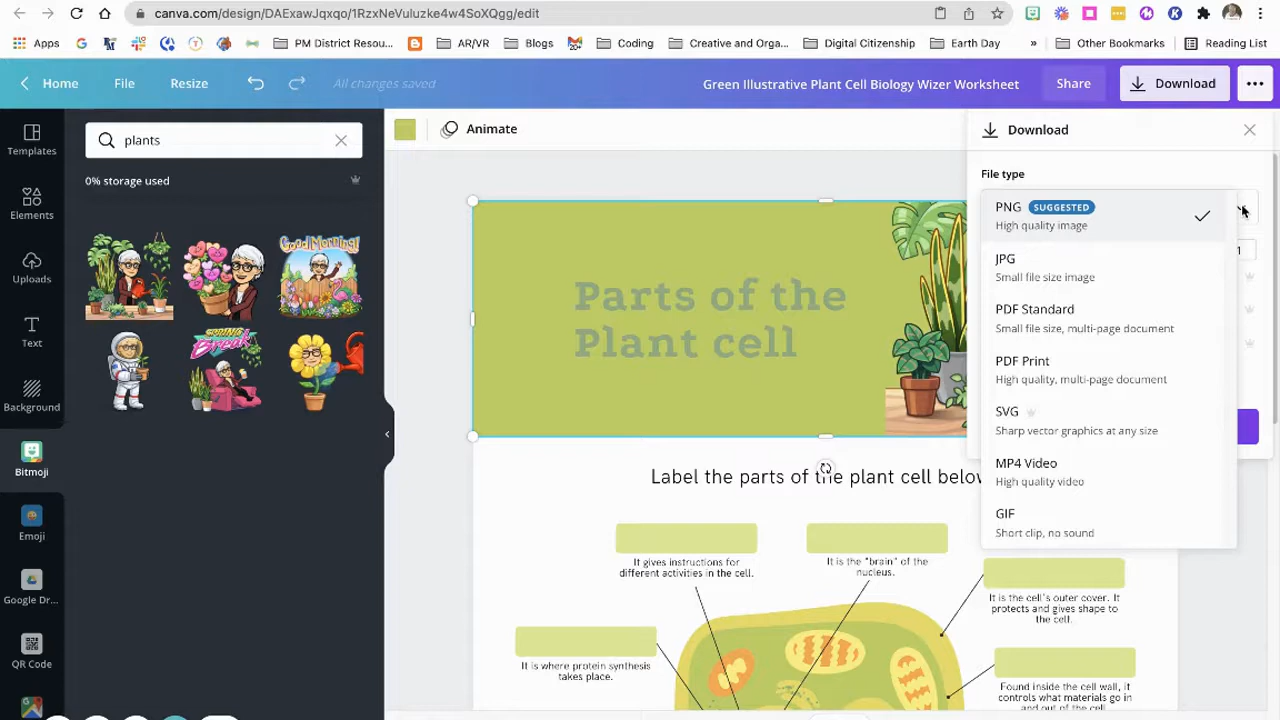 canva.com/design/DAExawJqxqo/1RzxNeVuluzke4w4SoXQgg/edit
Apps
PM District Resou...
AR/VR
Blogs
Coding
Creative and Orga...
Digital Citizenship
Earth Day
»
Other Bookmarks
Reading List
Home
File
Resize
All changes saved
Green Illustrative Plant Cell Biology Wizer Worksheet
Share
Download
Templates
Elements
Uploads
Text
Background
Bitmoji
Emoji
Google Dr...
QR Code
plants
0% storage used
Good Morning!
SPRING
BREAK
Animate
Parts of the
Plant cell
Label the parts of the plant cell below
It gives instructions for
different activities in the cell.
It is the "brain" of the
nucleus.
It is the cell's outer cover. It
protects and gives shape to
the cell.
It is where protein synthesis
takes place.
Found inside the cell wall, it
controls what materials go in
and out of the cell.
Download
File type
PNG SUGGESTED
High quality image
JPG
Small file size image
PDF Standard
Small file size, multi-page document
PDF Print
High quality, multi-page document
SVG
Sharp vector graphics at any size
MP4 Video
High quality video
GIF
Short clip, no sound
1